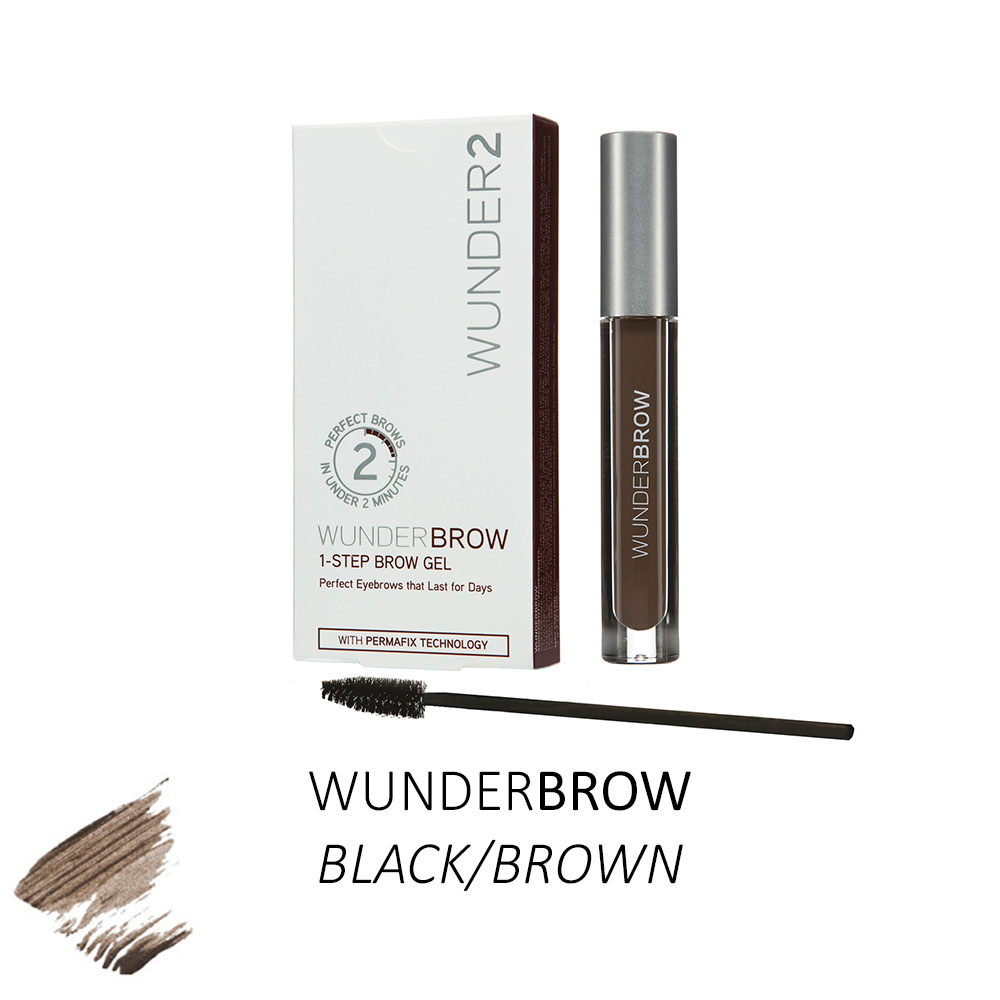 WUNDER2
PERFECT BROWS
2
IN UNDER 2 MINUTES
WUNDERBROW
1-STEP BROW GEL
Perfect Eyebrows that Last for Days
WITH PERMAFIX TECHNOLOGY
WUNDERBROW
WUNDERBROW
BLACK/BROWN